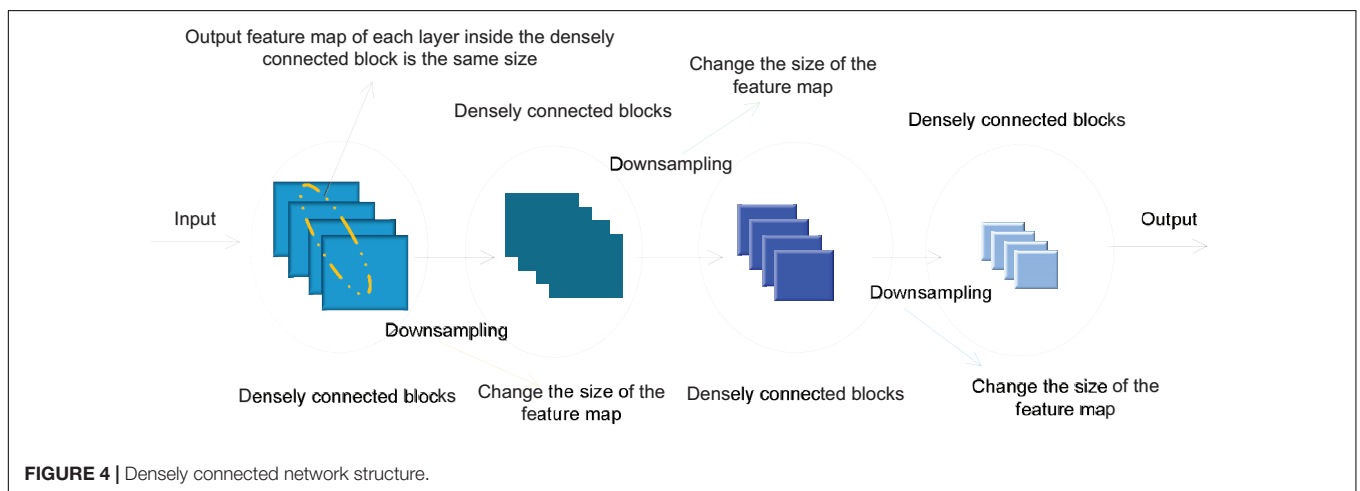 Output feature map of each layer inside the densely
connected block is the same size
Change the size of the
feature map
Densely connected blocks
Densely connected blocks
Downsampling
Input
Output
Downsampling
Downsampling
Densely connected blocks
Change the size of the
feature map
Densely connected blocks
Change the size of the
feature map
FIGURE 4 | Densely connected network structure.